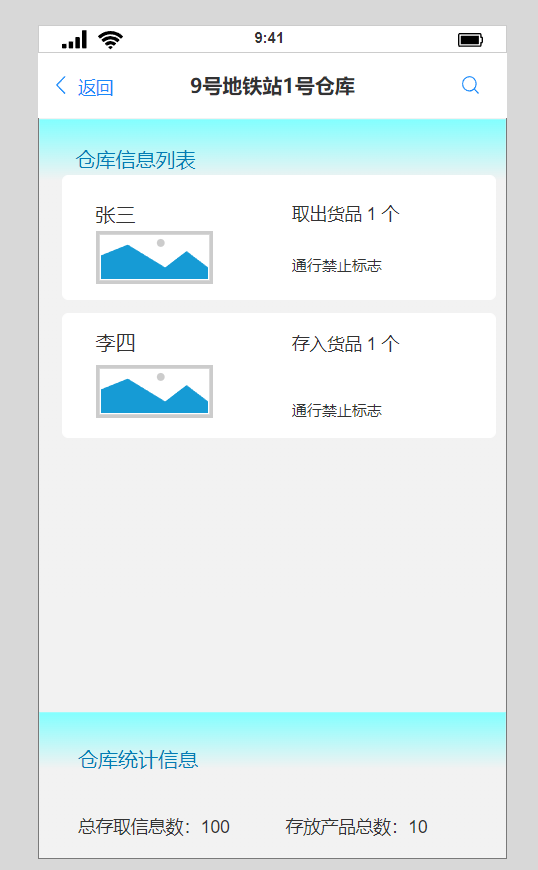 9:41
返回 9号地铁站1号仓库
仓库信息列表
张三 取出货品 1 个
通行禁止标志
李四 存入货品 1 个
通行禁止标志
仓库统计信息
总存取信息数：100 存放产品总数：10